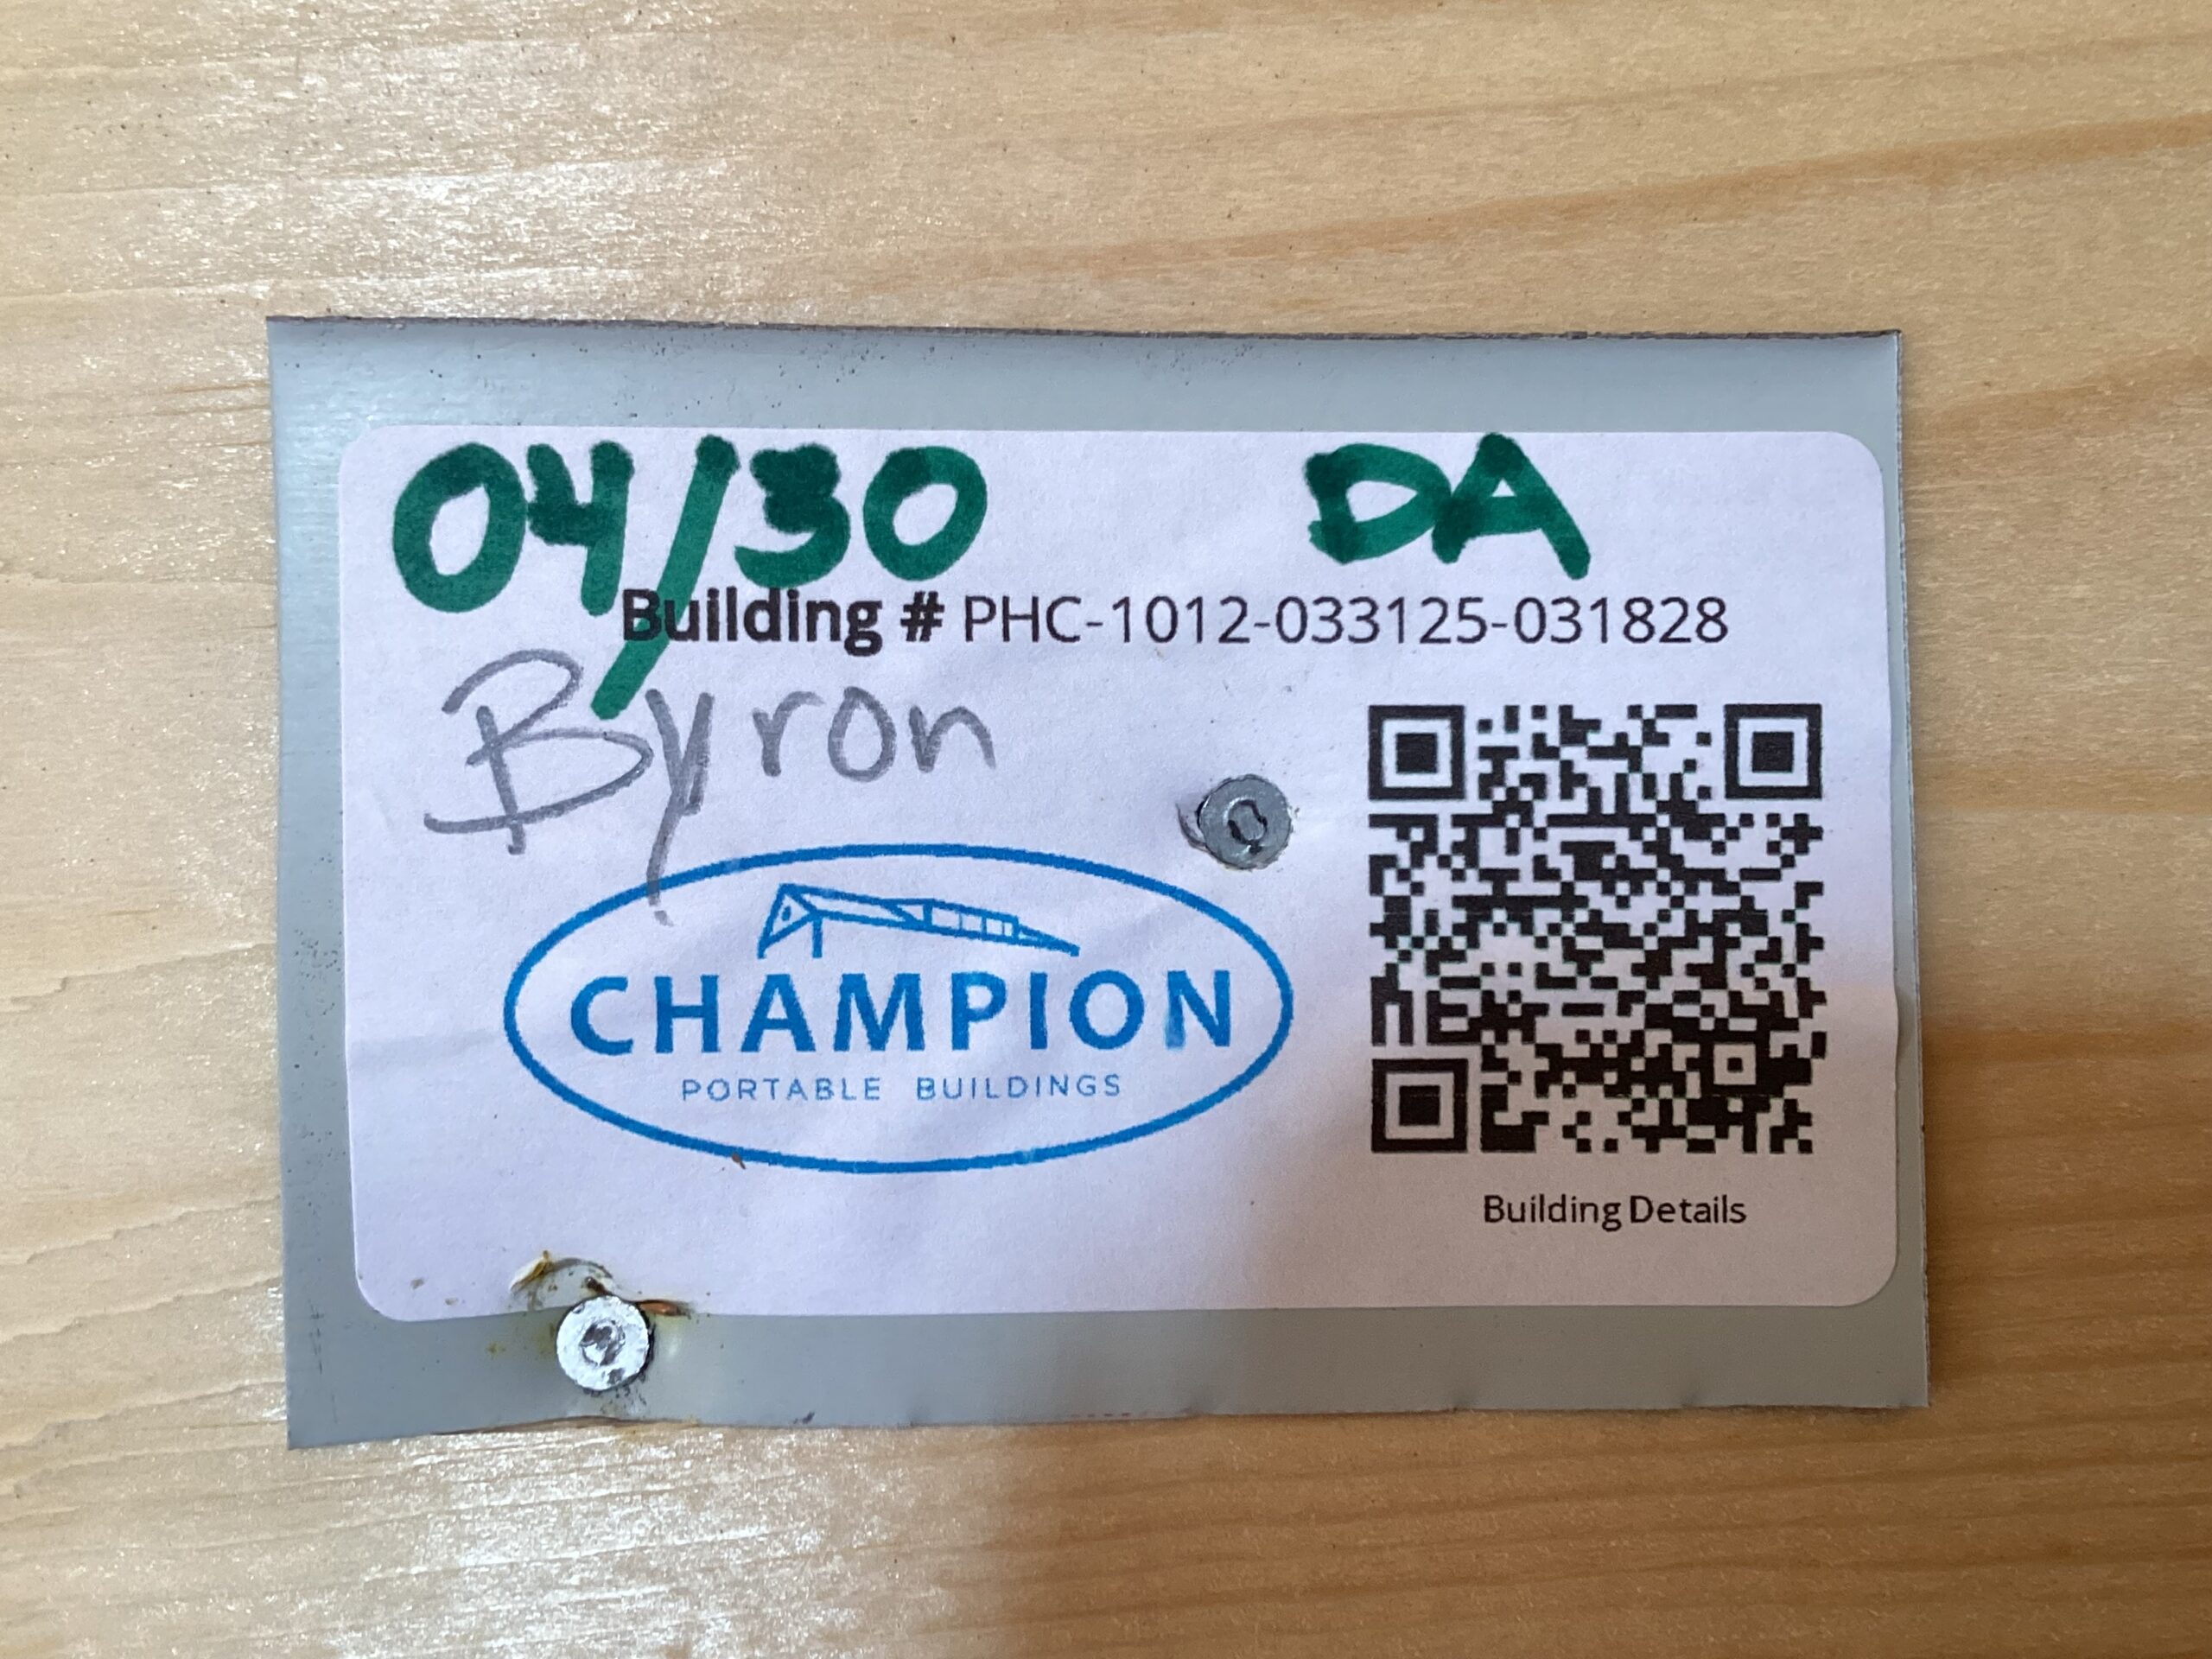 04/30 DA
Building # PHC-1012-033125-031828
Byron
CHAMPION
PORTABLE BUILDINGS
Building Details